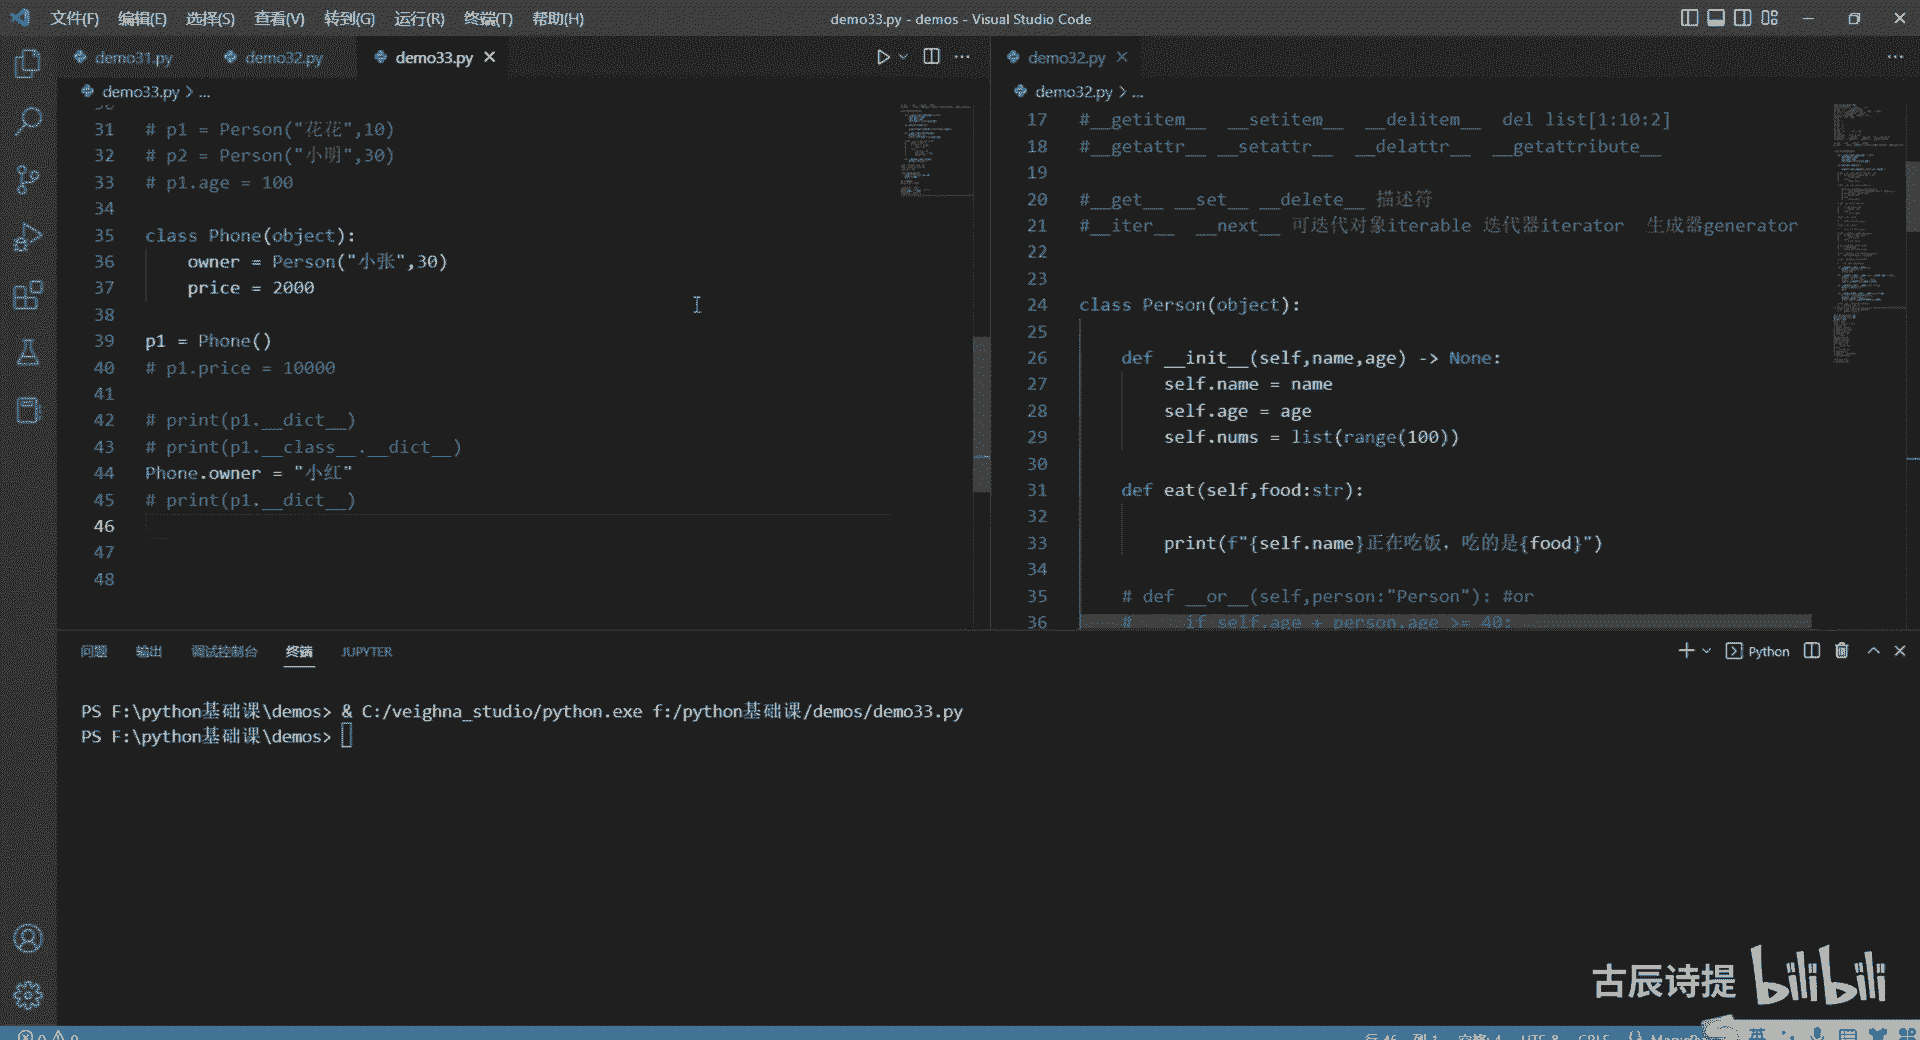 文件(F) 编辑(E) 选择(S) 查看(V) 转到(G) 运行(R) 终端(T) 帮助(H)
demo33.py - demos - Visual Studio Code
demo31.py
demo32.py
demo33.py
demo33.py > ...
31 # p1 = Person("花花",10)
32 # p2 = Person("小明",30)
33 # p1.age = 100
34
35 class Phone(object):
36 owner = Person("小张",30)
37 price = 2000
38
39 p1 = Phone()
40 # p1.price = 10000
41
42 # print(p1.__dict__)
43 # print(p1.__class__.__dict__)
44 Phone.owner = "小红"
45 # print(p1.__dict__)
46
47
48
demo32.py
demo32.py > ...
17 #__getitem__ __setitem__ __delitem__ del list[1:10:2]
18 #__getattr__ __setattr__ __delattr__ __getattribute__
19
20 #__get__ __set__ __delete__ 描述符
21 #__iter__ __next__ 可迭代对象iterable 迭代器iterator 生成器generator
22
23
24 class Person(object):
25
26 def __init__(self,name,age) -> None:
27 self.name = name
28 self.age = age
29 self.nums = list(range(100))
30
31 def eat(self,food:str):
32
33 print(f"{self.name}正在吃饭，吃的是{food}")
34
35 # def __or__(self,person:"Person"): #or
36 # if self.age + person.age >= 40:
问题 输出 调试控制台 终端 JUPYTER
Python
PS F:\python基础课\demos> & C:/veighna_studio/python.exe f:/python基础课/demos/demo33.py
PS F:\python基础课\demos>
古辰诗提
bilibili
英